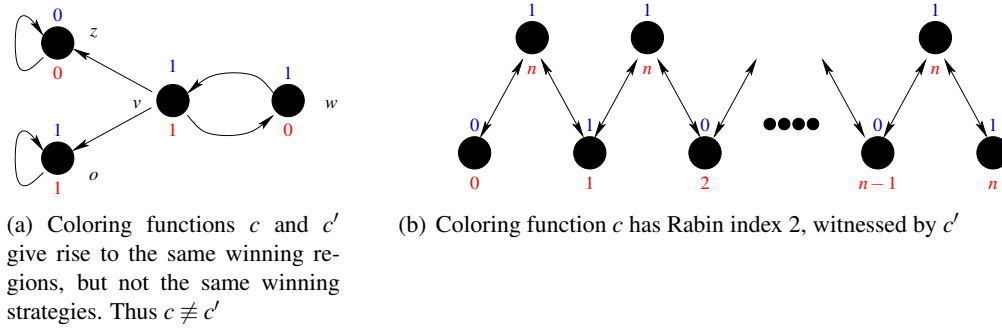 0
z
0
1
v
1
1
w
0
1
o
1
1
n
1
n
1
n
0
0
1
1
0
2
0
n − 1
1
n
(a) Coloring functions c and c′
give rise to the same winning re-
gions, but not the same winning
strategies. Thus c ≢ c′
(b) Coloring function c has Rabin index 2, witnessed by c′